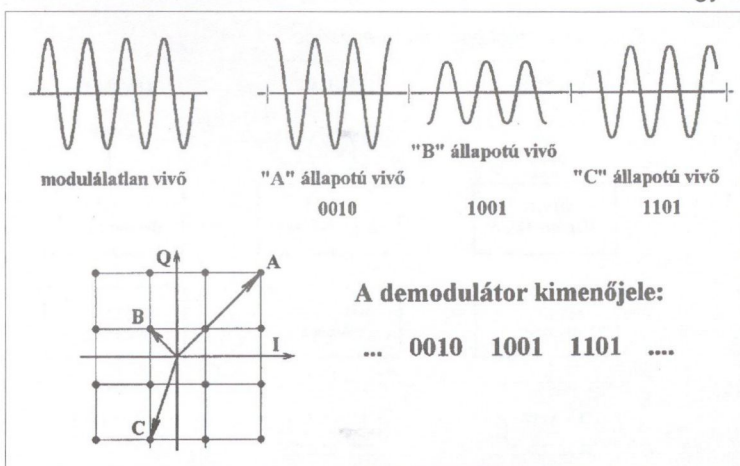 modulálatlan vivő
"A" állapotú vivő
0010
"B" állapotú vivő
1001
"C" állapotú vivő
1101
Q
A
B
I
C
A demodulátor kimenőjele:
... 0010 1001 1101 ....